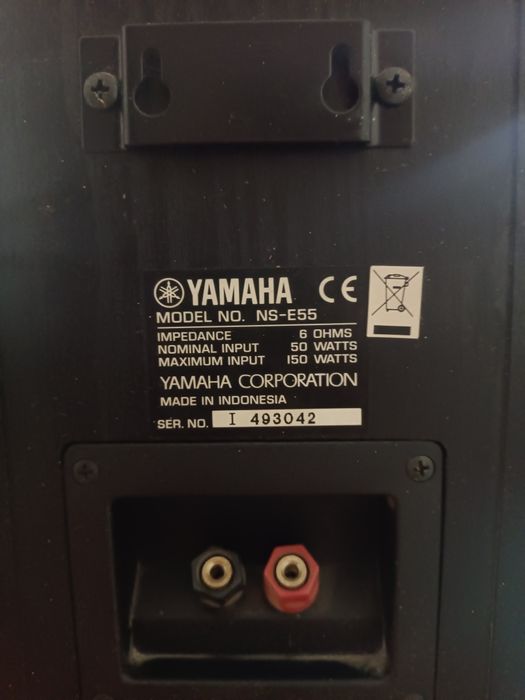 YAMAHA CE
MODEL NO. NS-E55
IMPEDANCE 6 OHMS
NOMINAL INPUT 50 WATTS
MAXIMUM INPUT 150 WATTS
YAMAHA CORPORATION
MADE IN INDONESIA
SER. NO. I 493042